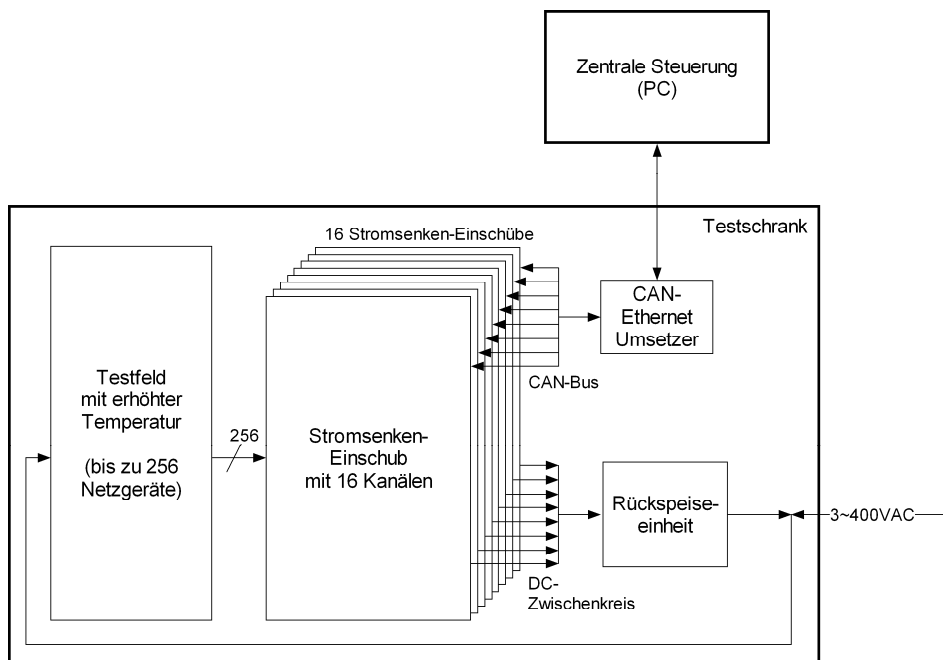 Zentrale Steuerung
(PC)
Testschrank
16 Stromsenken-Einschübe
CAN-
Ethernet
Umsetzer
CAN-Bus
Testfeld
mit erhöhter
Temperatur
(bis zu 256
Netzgeräte)
256
Stromsenken-
Einschub
mit 16 Kanälen
Rückspeise-
einheit
3~400VAC
DC-
Zwischenkreis